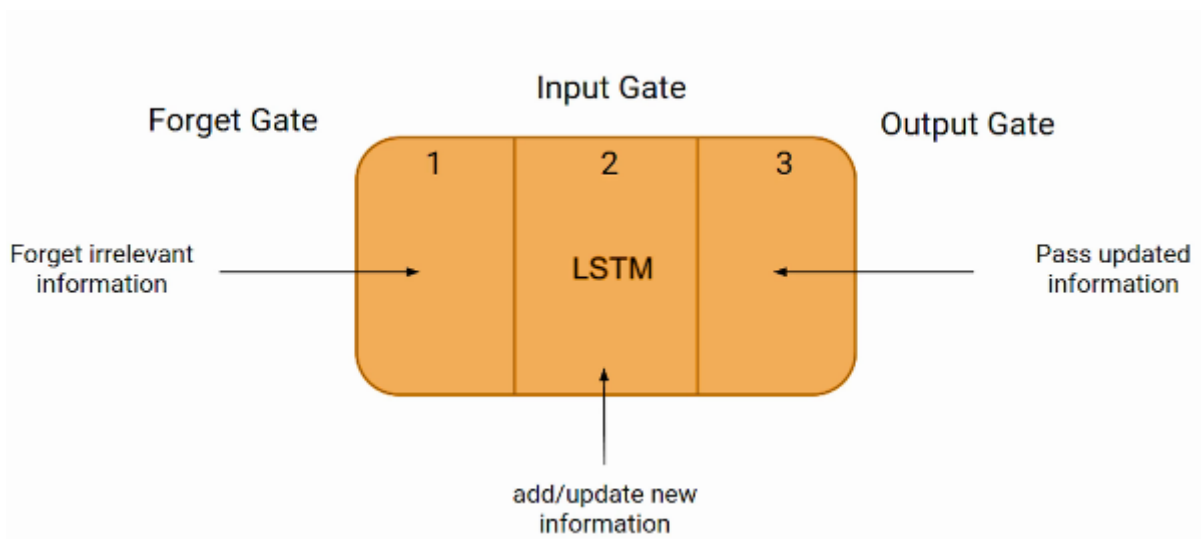 Input Gate
Forget Gate
Output Gate
1
2
3
Forget irrelevant
information
LSTM
Pass updated
information
add/update new
information